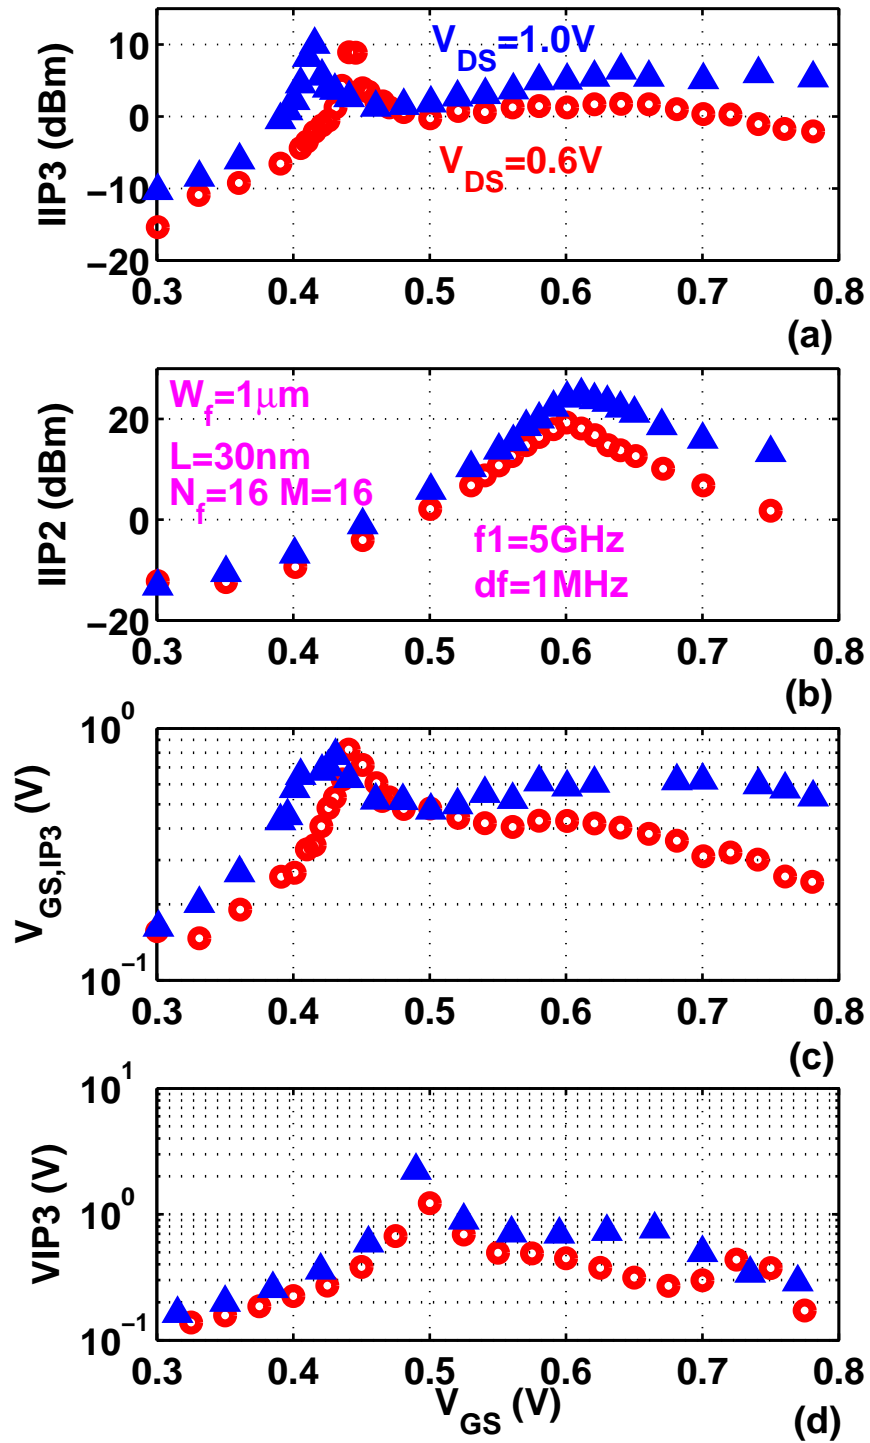 IIP3 (dBm)
10
0
−10
−20
V_DS=1.0V
V_DS=0.6V
0.3 0.4 0.5 0.6 0.7 0.8
(a)
IIP2 (dBm)
20
0
−20
W_f=1μm
L=30nm
N_f=16 M=16
f1=5GHz
df=1MHz
0.3 0.4 0.5 0.6 0.7 0.8
(b)
V_GS,IP3 (V)
10^0
10^−1
0.3 0.4 0.5 0.6 0.7 0.8
(c)
VIP3 (V)
10^1
10^0
10^−1
0.3 0.4 0.5 0.6 0.7 0.8
V_GS (V)
(d)